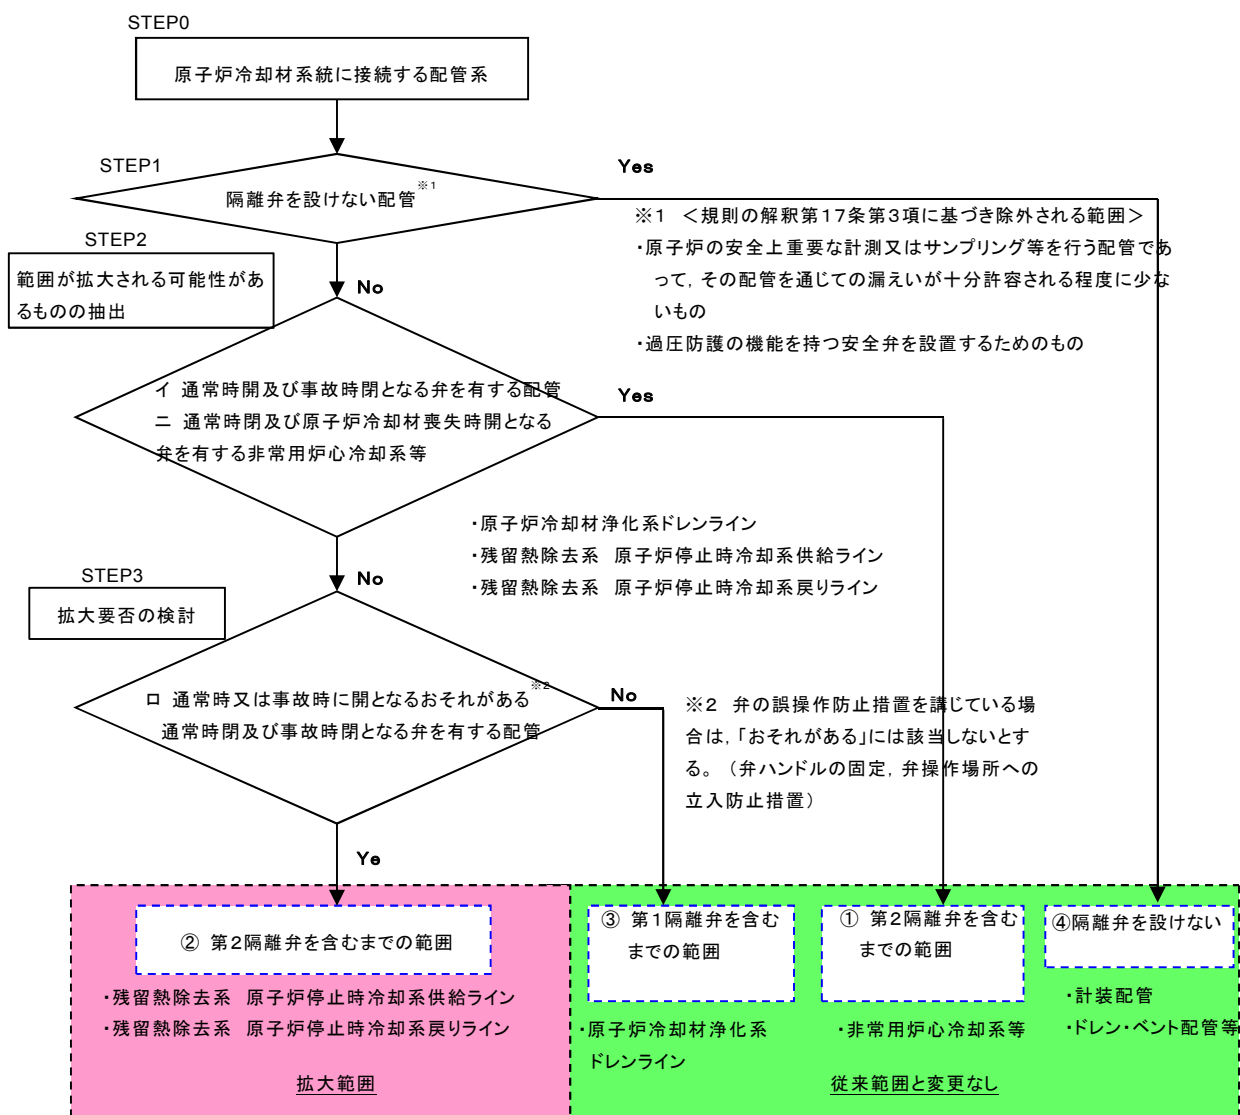 STEP0
原子炉冷却材系統に接続する配管系
STEP1
隔離弁を設けない配管※1
Yes
※1 ＜規則の解釈第17条第3項に基づき除外される範囲＞
・原子炉の安全上重要な計測又はサンプリング等を行う配管であ
って，その配管を通じての漏えいが十分許容される程度に少な
いもの
・過圧防護の機能を持つ安全弁を設置するためのもの
STEP2
範囲が拡大される可能性があ
るものの抽出
No
イ 通常時開及び事故時閉となる弁を有する配管
ニ 通常時閉及び原子炉冷却材喪失時開となる
弁を有する非常用炉心冷却系等
Yes
・原子炉冷却材浄化系ドレンライン
・残留熱除去系 原子炉停止時冷却系供給ライン
・残留熱除去系 原子炉停止時冷却系戻りライン
No
STEP3
拡大要否の検討
ロ 通常時又は事故時に開となるおそれがある※2
通常時閉及び事故時閉となる弁を有する配管
No
※2 弁の誤操作防止措置を講じている場
合は，「おそれがある」には該当しないとす
る。（弁ハンドルの固定，弁操作場所への
立入防止措置）
Ye
② 第2隔離弁を含むまでの範囲
・残留熱除去系 原子炉停止時冷却系供給ライン
・残留熱除去系 原子炉停止時冷却系戻りライン
拡大範囲
③ 第1隔離弁を含む
までの範囲
・原子炉冷却材浄化系
ドレンライン
① 第2隔離弁を含む
までの範囲
・非常用炉心冷却系等
④隔離弁を設けない
・計装配管
・ドレン・ベント配管等
従来範囲と変更なし